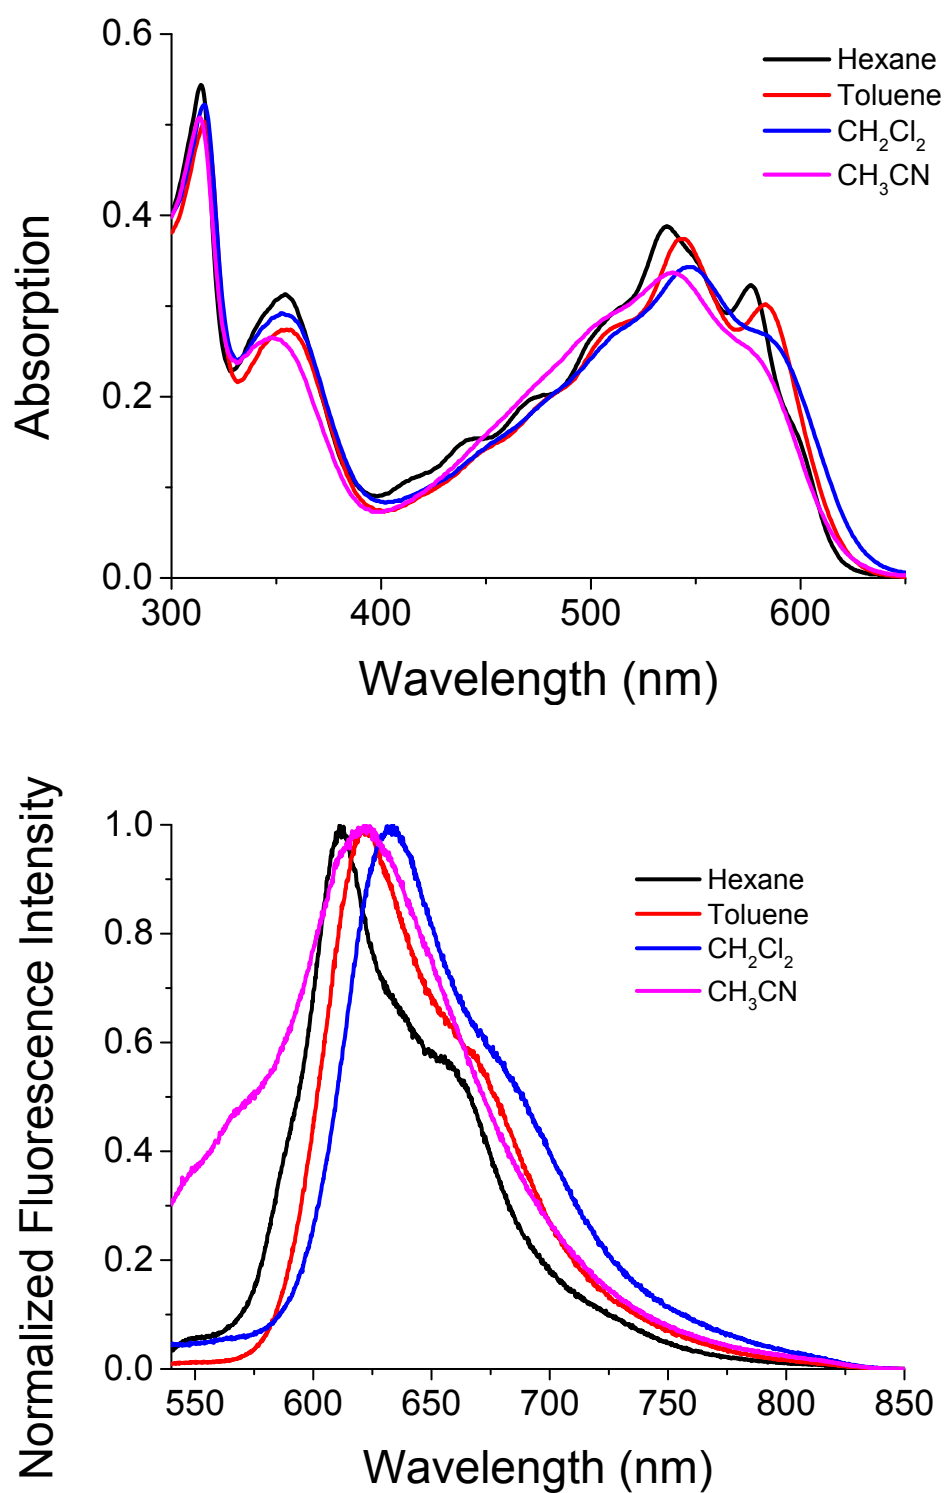 0.6
0.4
0.2
0.0
Absorption
Hexane
Toluene
CH2Cl2
CH3CN
300 400 500 600
Wavelength (nm)
1.0
0.8
0.6
0.4
0.2
0.0
Normalized Fluorescence Intensity
Hexane
Toluene
CH2Cl2
CH3CN
550 600 650 700 750 800 850
Wavelength (nm)